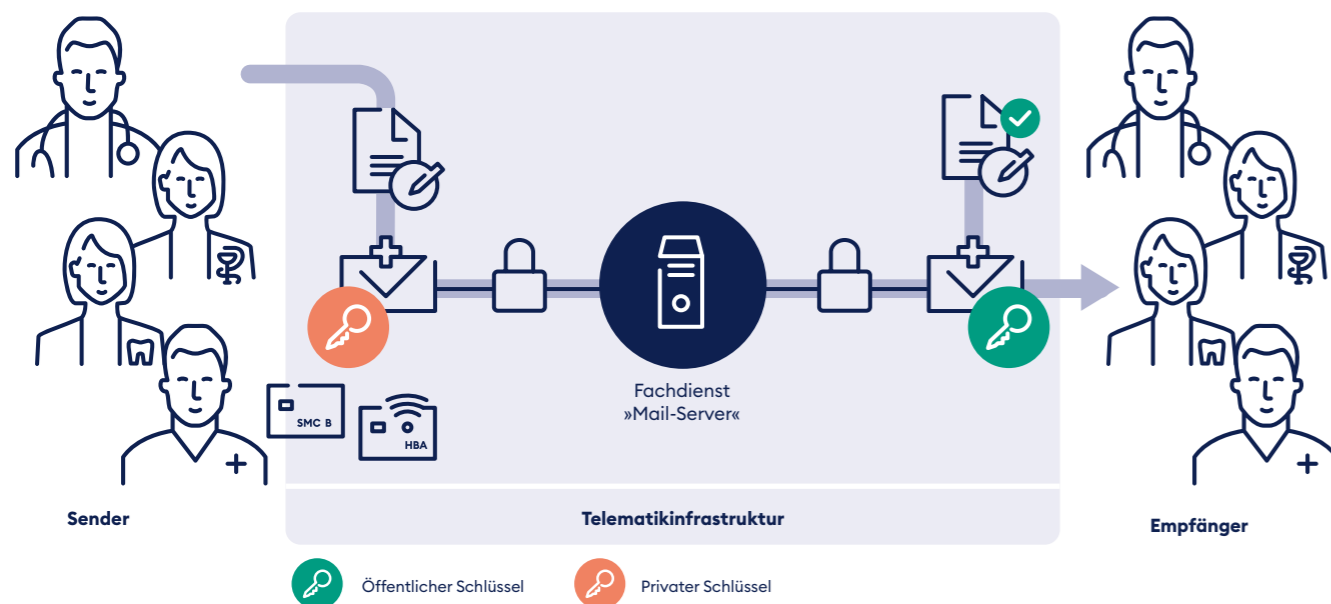 SMC B
HBA
Fachdienst
»Mail-Server«
Sender
Telematikinfrastruktur
Empfänger
Öffentlicher Schlüssel
Privater Schlüssel